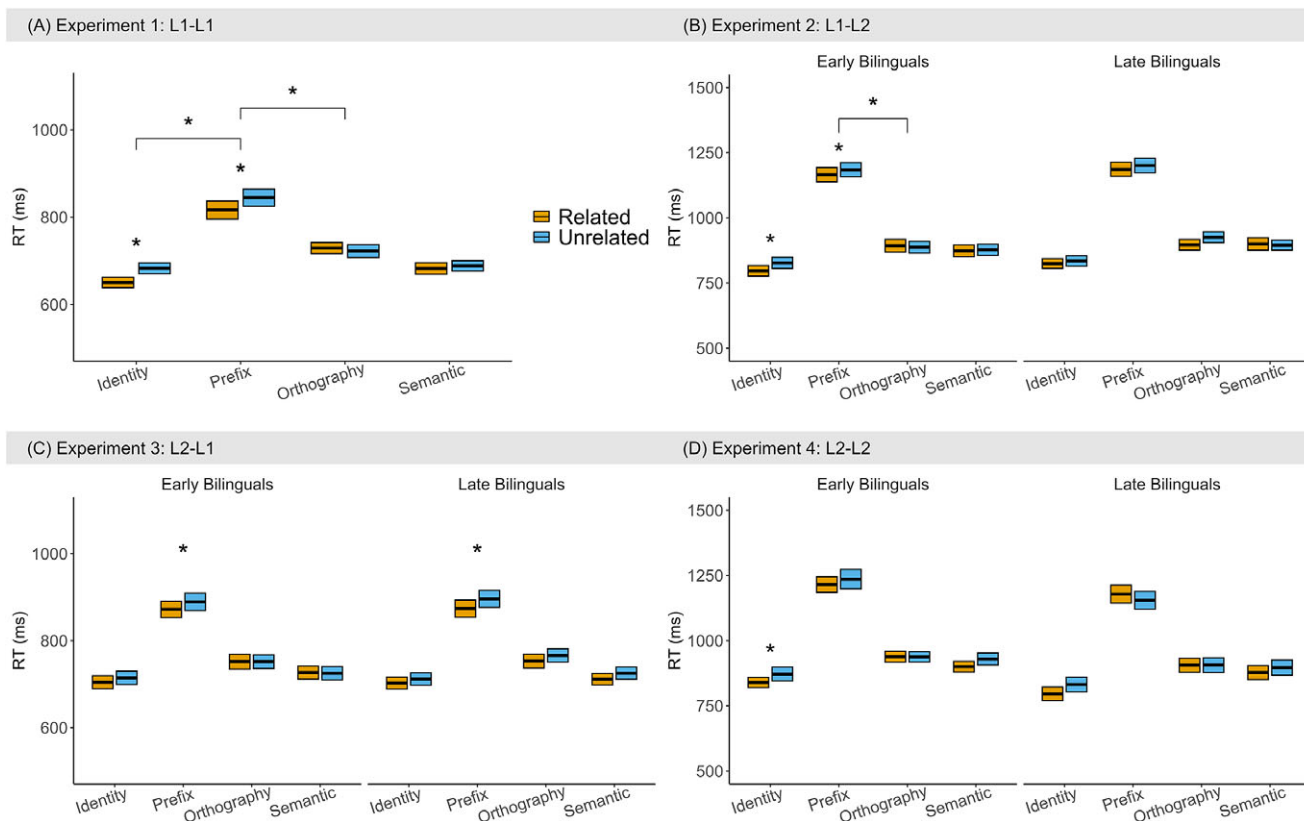 (A) Experiment 1: L1-L1
*
*
*
*
1000
800
600
RT (ms)
Identity
Prefix
Orthography
Semantic
Related
Unrelated
(B) Experiment 2: L1-L2
Early Bilinguals
Late Bilinguals
*
*
*
1500
1250
1000
750
500
RT (ms)
Identity
Prefix
Orthography
Semantic
Identity
Prefix
Orthography
Semantic
(C) Experiment 3: L2-L1
Early Bilinguals
Late Bilinguals
*
*
1000
800
600
RT (ms)
Identity
Prefix
Orthography
Semantic
Identity
Prefix
Orthography
Semantic
(D) Experiment 4: L2-L2
Early Bilinguals
Late Bilinguals
*
1500
1250
1000
750
500
RT (ms)
Identity
Prefix
Orthography
Semantic
Identity
Prefix
Orthography
Semantic